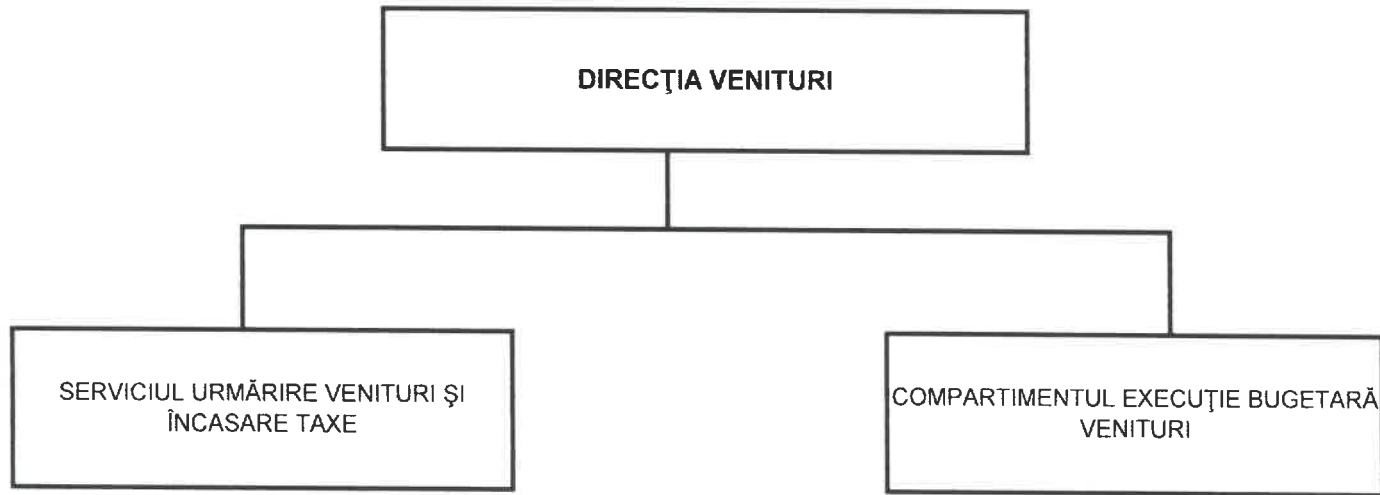 DIRECŢIA VENITURI
SERVICIUL URMĂRIRE VENITURI ŞI
ÎNCASARE TAXE
COMPARTIMENTUL EXECUŢIE BUGETARĂ
VENITURI